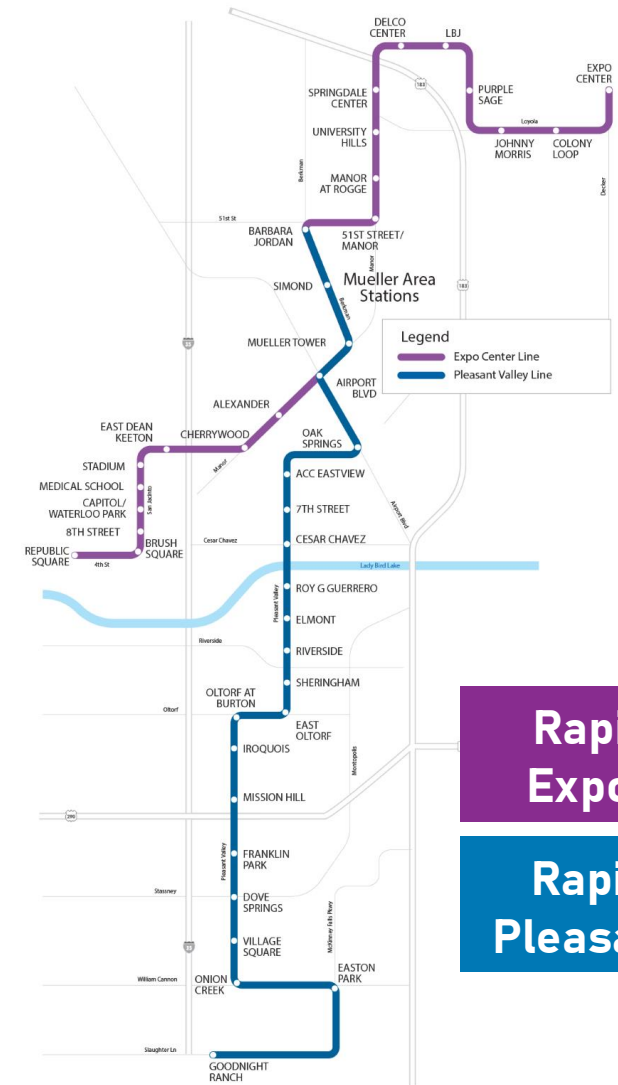 DELCO
CENTER
LBJ
EXPO
CENTER
183
SPRINGDALE
CENTER
PURPLE
SAGE
UNIVERSITY
HILLS
Loyola
JOHNNY
MORRIS
COLONY
LOOP
Berkman
Decker
MANOR
AT ROGGE
51st St
BARBARA
JORDAN
51ST STREET/
MANOR
Manor
SIMOND
Mueller Area
Stations
183
Berkman
MUELLER TOWER
35
Legend
Expo Center Line
Pleasant Valley Line
AIRPORT
BLVD
ALEXANDER
EAST DEAN
KEETON
CHERRYWOOD
OAK
SPRINGS
Manor
STADIUM
ACC EASTVIEW
MEDICAL SCHOOL
CAPITOL/
WATERLOO PARK
San Jacinto
7TH STREET
Airport Blvd
8TH STREET
BRUSH
SQUARE
REPUBLIC
SQUARE
4th St
Cesar Chavez
CESAR CHAVEZ
Lady Bird Lake
ROY G GUERRERO
Pleasant Valley
ELMONT
Riverside
RIVERSIDE
SHERINGHAM
OLTORF AT
BURTON
Oltorf
EAST
OLTORF
IROQUOIS
Montopolis
MISSION HILL
290
FRANKLIN
PARK
Pleasant Valley
Stassney
DOVE
SPRINGS
McKinney Falls Pkwy
VILLAGE
SQUARE
35
William Cannon
ONION
CREEK
EASTON
PARK
Slaughter Ln
GOODNIGHT
RANCH
Rapi
Expo
Rapi
Pleasa